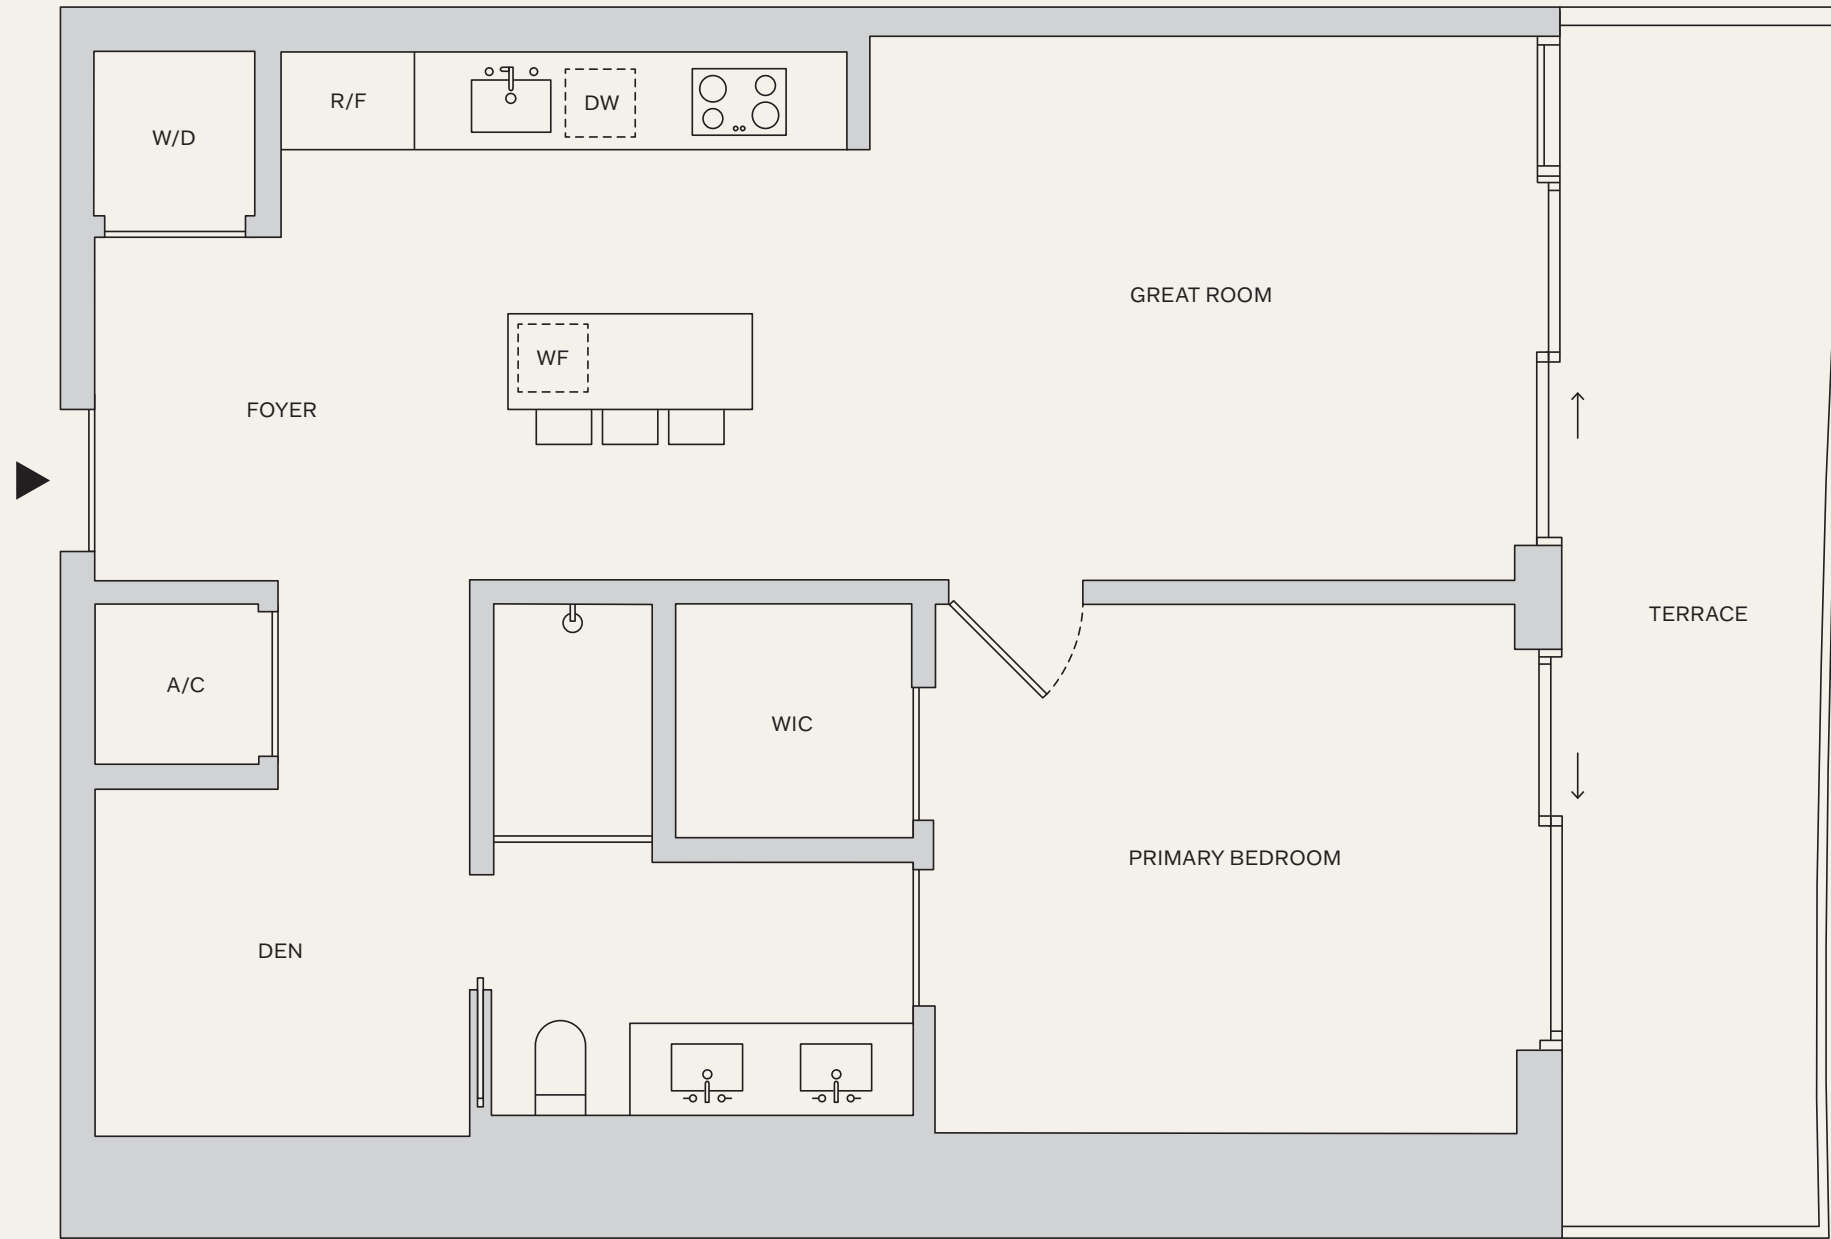 R/F
DW
W/D
GREAT ROOM
WF
FOYER
TERRACE
A/C
WIC
PRIMARY BEDROOM
DEN